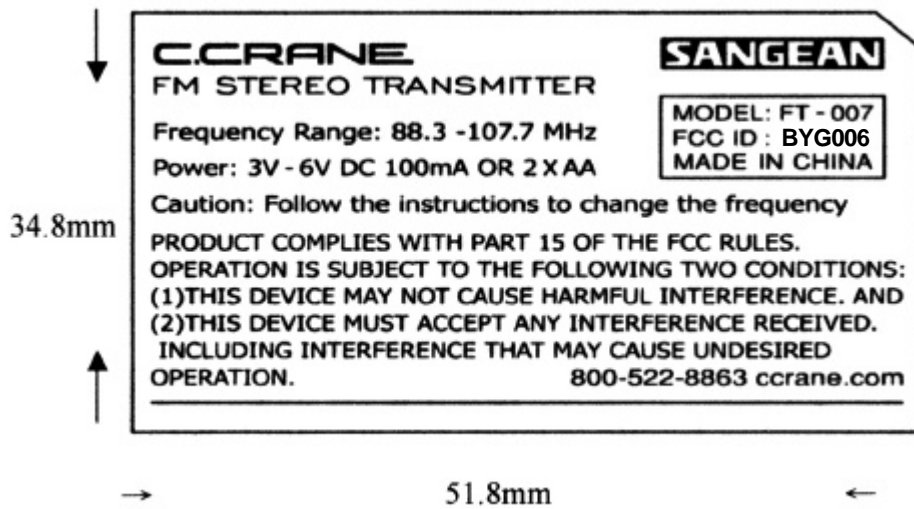 C.CRANE
SANGEAN
FM STEREO TRANSMITTER
MODEL: FT - 007
FCC ID : BYG006
MADE IN CHINA
Frequency Range: 88.3 -107.7 MHz
Power: 3V - 6V DC 100mA OR 2 X AA
Caution: Follow the instructions to change the frequency
PRODUCT COMPLIES WITH PART 15 OF THE FCC RULES.
OPERATION IS SUBJECT TO THE FOLLOWING TWO CONDITIONS:
(1)THIS DEVICE MAY NOT CAUSE HARMFUL INTERFERENCE. AND
(2)THIS DEVICE MUST ACCEPT ANY INTERFERENCE RECEIVED.
INCLUDING INTERFERENCE THAT MAY CAUSE UNDESIRED
OPERATION. 800-522-8863 ccrane.com
34.8mm
51.8mm